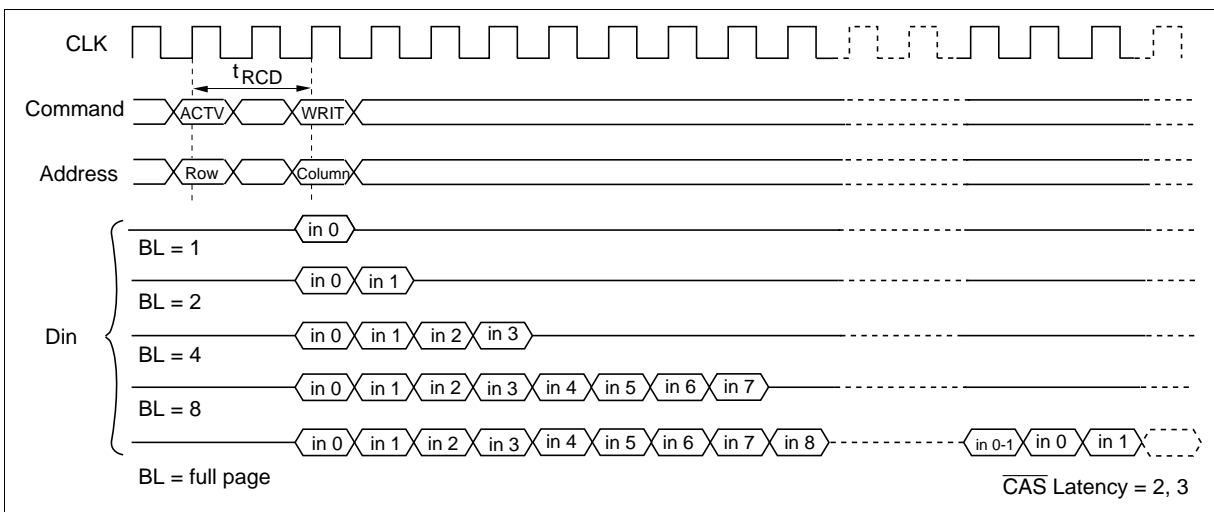 CLK
tRCD
Command ACTV WRIT
Address Row Column
in 0
BL = 1
in 0 in 1
BL = 2
Din
in 0 in 1 in 2 in 3
BL = 4
in 0 in 1 in 2 in 3 in 4 in 5 in 6 in 7
BL = 8
in 0 in 1 in 2 in 3 in 4 in 5 in 6 in 7 in 8 in 0-1 in 0 in 1
BL = full page
CAS Latency = 2, 3